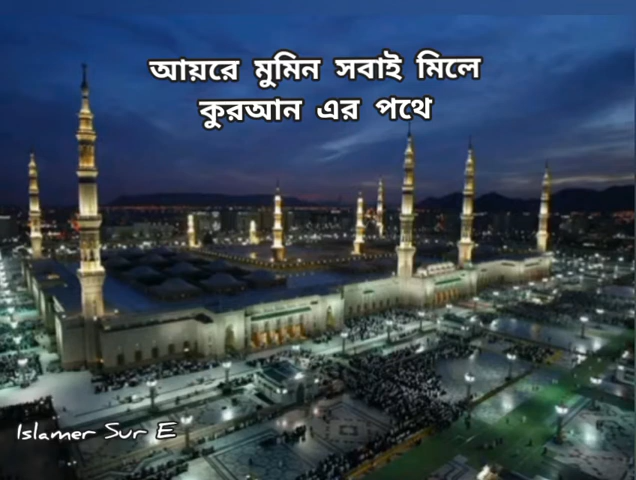 আয়রে মুমিন সবাই মিলে
কুরআন এর পথে
Islamer Sur E